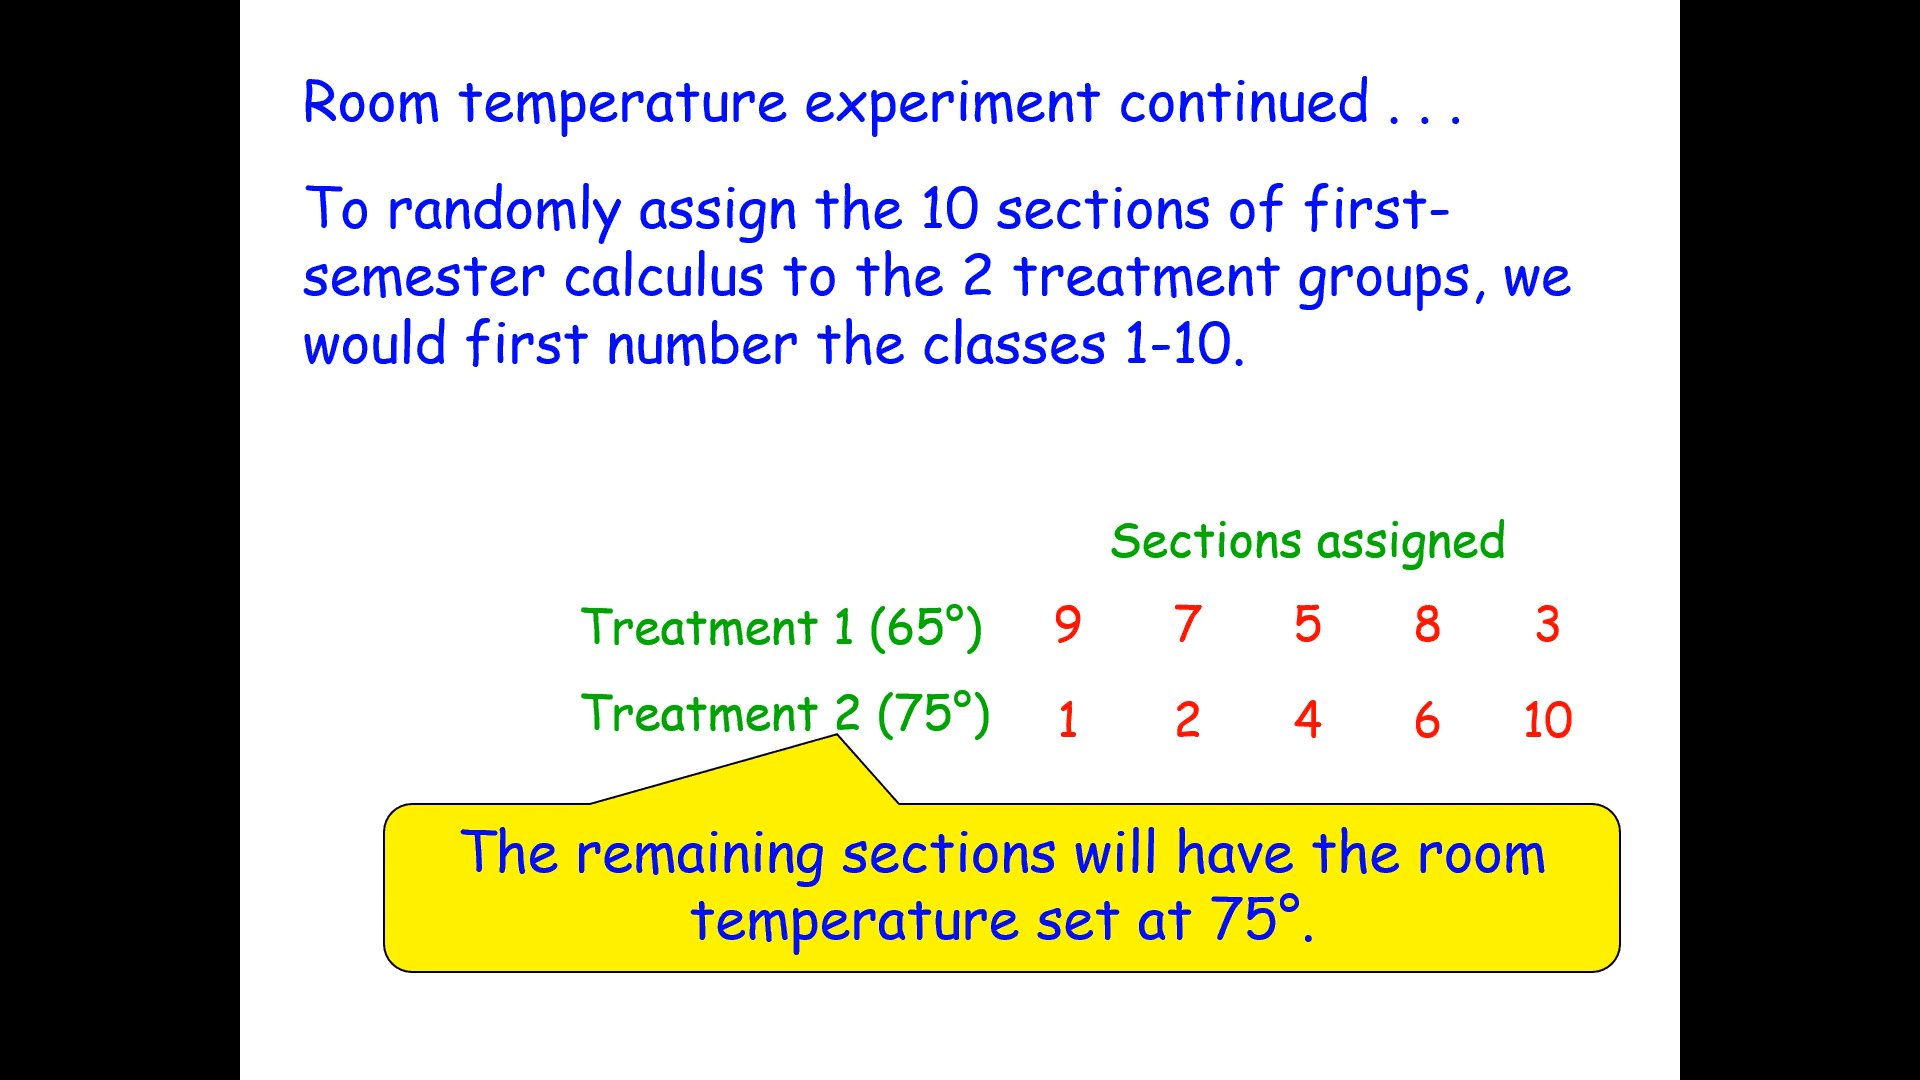 Room temperature experiment continued . . .
To randomly assign the 10 sections of first-
semester calculus to the 2 treatment groups, we
would first number the classes 1-10.
Sections assigned
Treatment 1 (65°) 9 7 5 8 3
Treatment 2 (75°) 1 2 4 6 10
The remaining sections will have the room
temperature set at 75°.